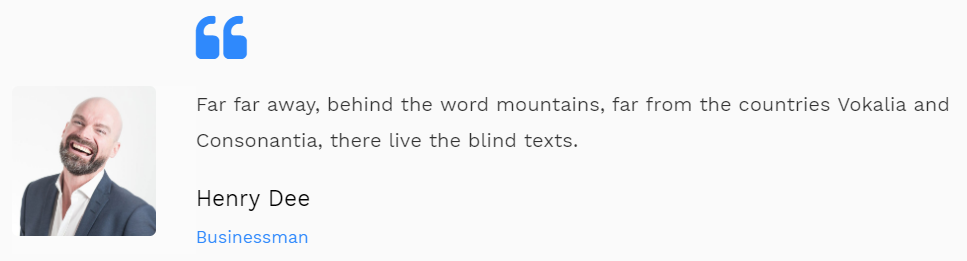 Far far away, behind the word mountains, far from the countries Vokalia and
Consonantia, there live the blind texts.
Henry Dee
Businessman